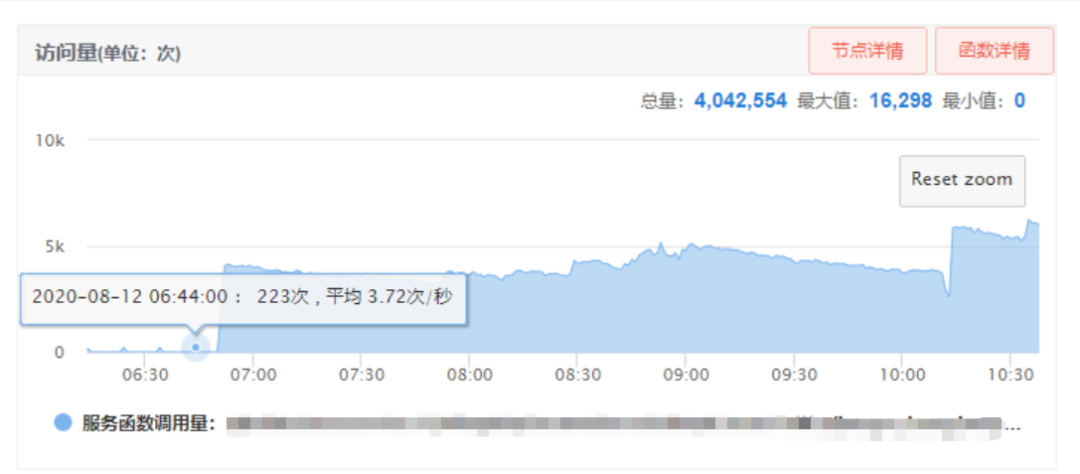 访问量(单位：次)
节点详情 函数详情
总量：4,042,554 最大值：16,298 最小值：0
10k
Reset zoom
5k
2020-08-12 06:44:00： 223次 , 平均 3.72次/秒
0
06:30 07:00 07:30 08:00 08:30 09:00 09:30 10:00 10:30
服务函数调用量： ...